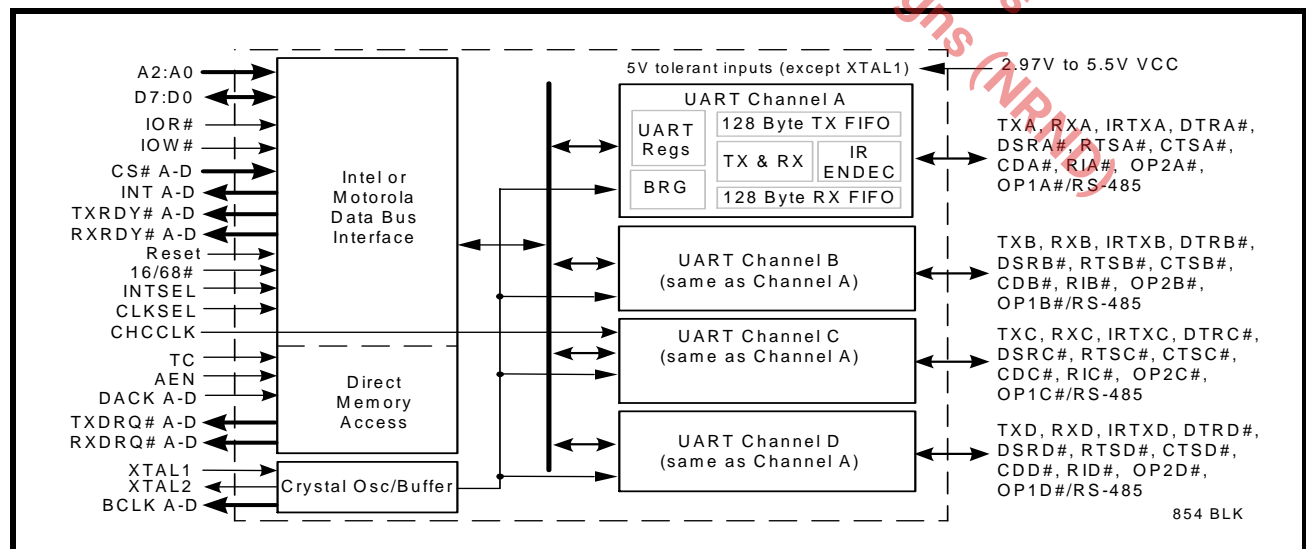 A2:A0
D7:D0
IOR#
IOW#
CS# A-D
INT A-D
TXRDY# A-D
RXRDY# A-D
Reset
16/68#
INTSEL
CLKSEL
CHCCLK
TC
AEN
DACK A-D
TXDRQ# A-D
RXDRQ# A-D
XTAL1
XTAL2
BCLK A-D
Intel or
Motorola
Data Bus
Interface
Direct
Memory
Access
Crystal Osc/Buffer
5V tolerant inputs (except XTAL1)
2.97V to 5.5V VCC
UART Channel A
UART
Regs
BRG
128 Byte TX FIFO
TX & RX
IR
ENDEC
128 Byte RX FIFO
TXA, RXA, IRTXA, DTRA#,
DSRA#, RTSA#, CTSA#,
CDA#, RIA#, OP2A#,
OP1A#/RS-485
UART Channel B
(same as Channel A)
TXB, RXB, IRTXB, DTRB#,
DSRB#, RTSB#, CTSB#,
CDB#, RIB#, OP2B#,
OP1B#/RS-485
UART Channel C
(same as Channel A)
TXC, RXC, IRTXC, DTRC#,
DSRC#, RTSC#, CTSC#,
CDC#, RIC#, OP2C#,
OP1C#/RS-485
UART Channel D
(same as Channel A)
TXD, RXD, IRTXD, DTRD#,
DSRD#, RTSD#, CTSD#,
CDD#, RID#, OP2D#,
OP1D#/RS-485
854 BLK
(NRND)